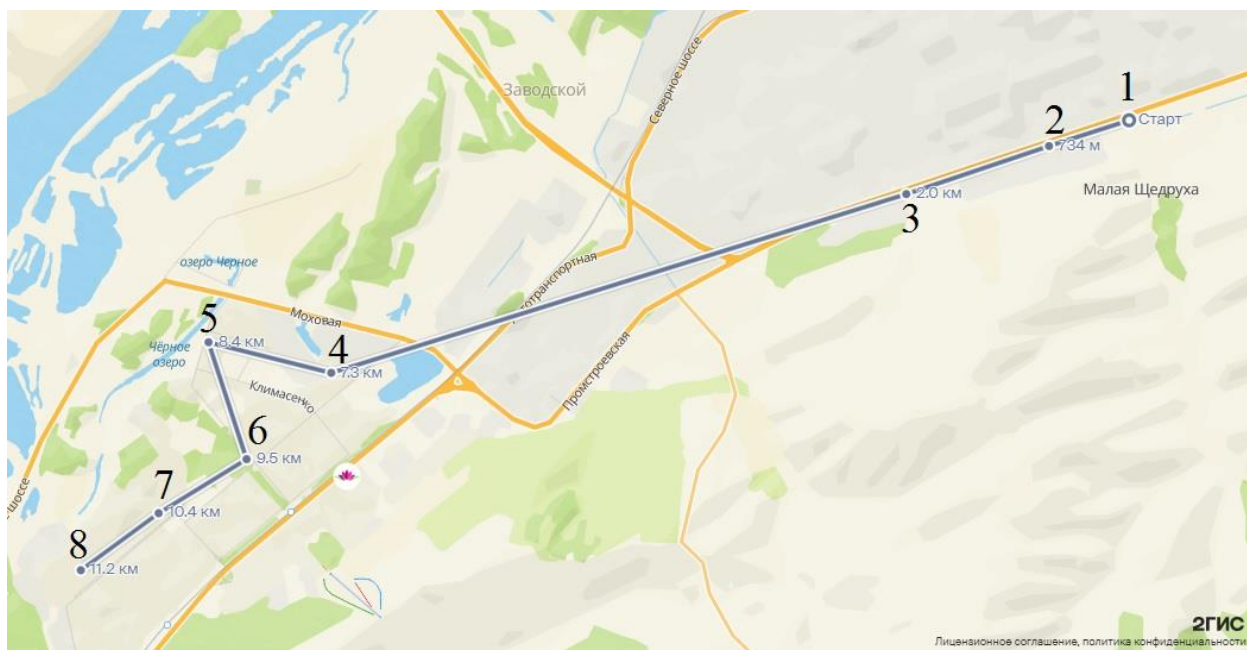 Заводской
Северное шоссе
1
Старт
2
734 м
Малая Щедруха
2.0 км
3
озеро Черное
тотранспортная
Моховая
5
8.4 км
Чёрное
озеро
4
7.3 км
Климасенко
Промстроевская
6
9.5 км
7
10.4 км
е-шоссе
8
11.2 км
2ГИС
Лицензионное соглашение, политика конфиденциальности